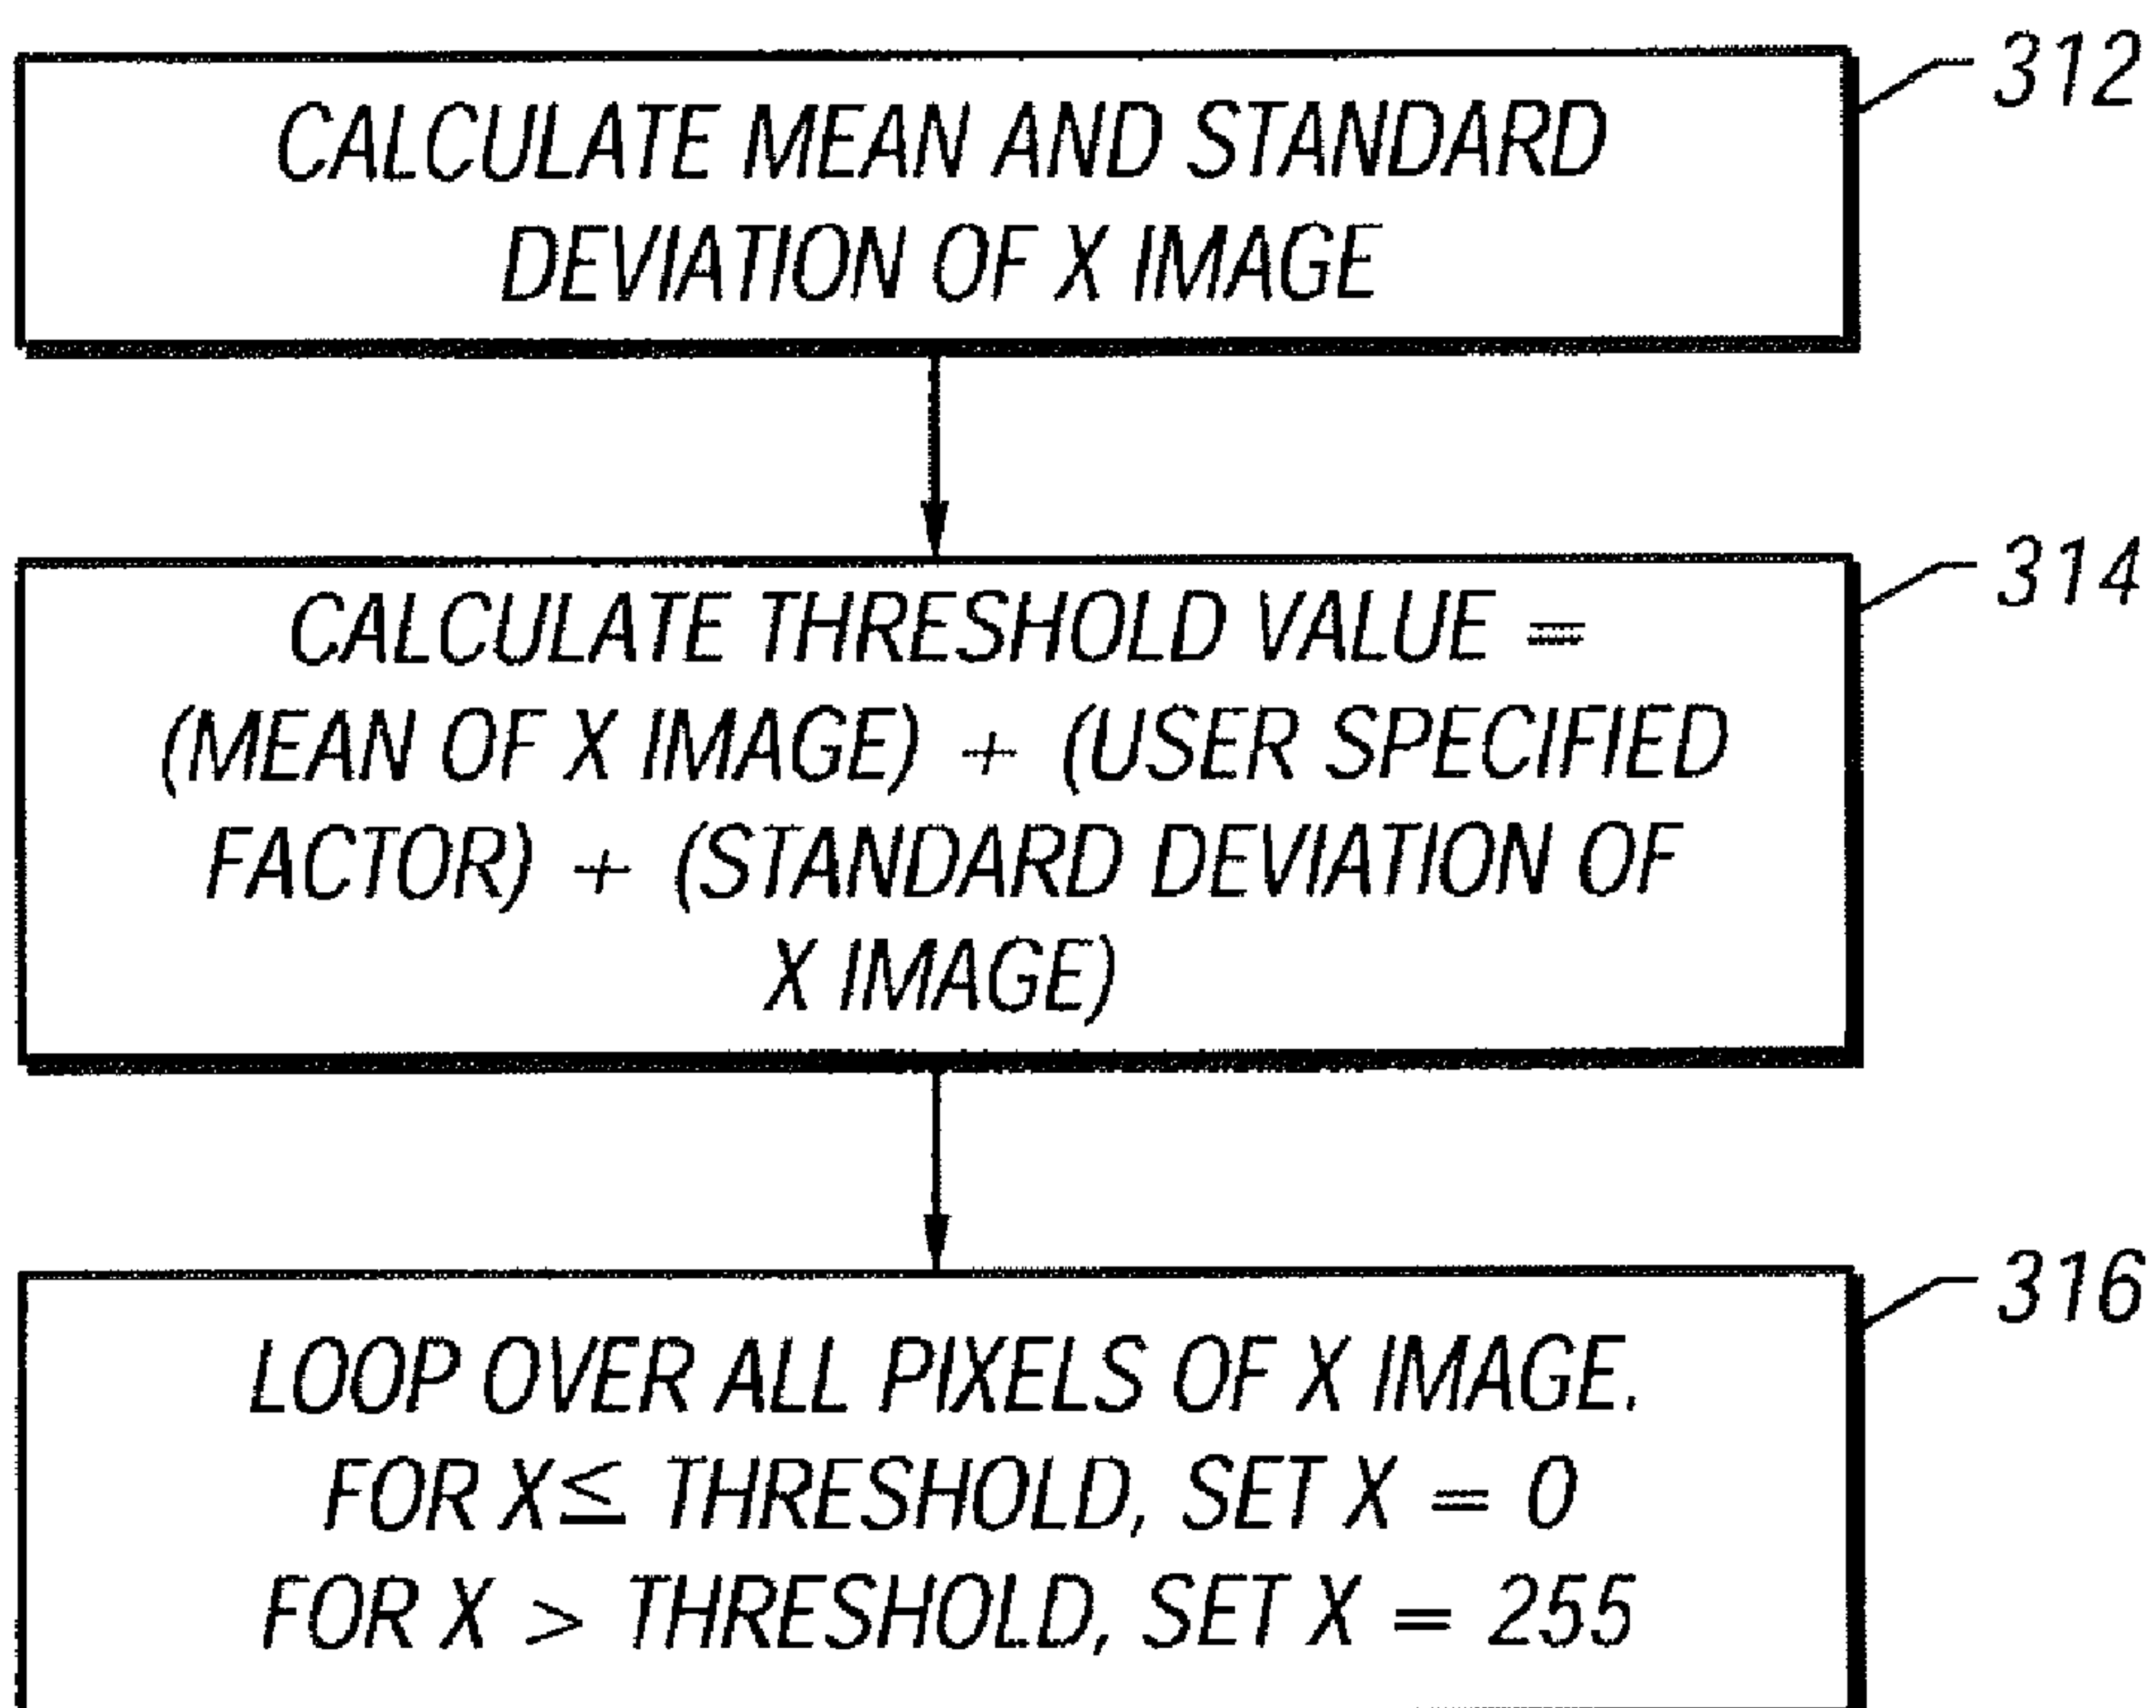 312
CALCULATE MEAN AND STANDARD
DEVIATION OF X IMAGE
314
CALCULATE THRESHOLD VALUE =
(MEAN OF X IMAGE) + (USER SPECIFIED
FACTOR) + (STANDARD DEVIATION OF
X IMAGE)
316
LOOP OVER ALL PIXELS OF X IMAGE.
FOR X≤ THRESHOLD, SET X = 0
FOR X > THRESHOLD, SET X = 255